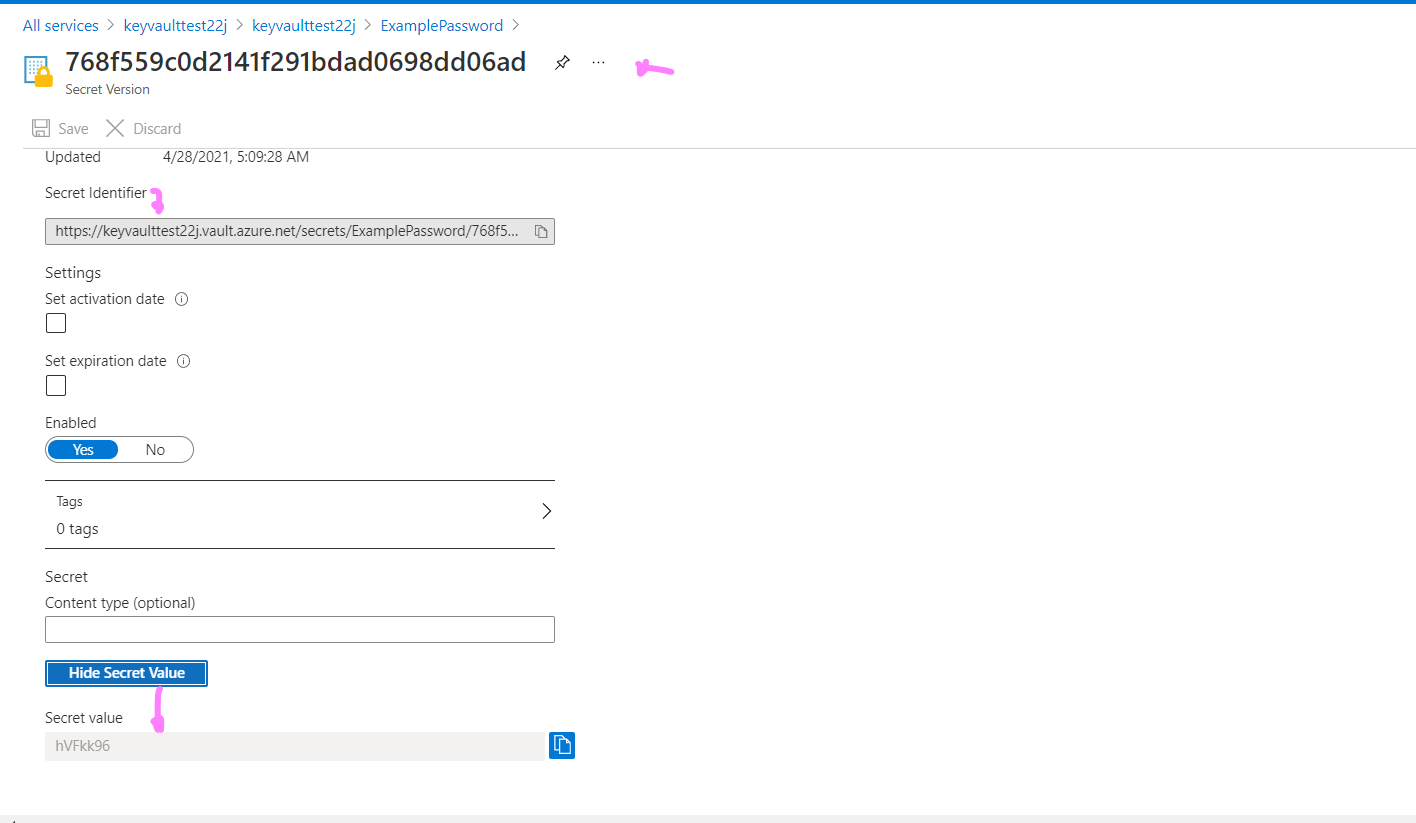 All services > keyvaulttest22j > keyvaulttest22j > ExamplePassword >
768f559c0d2141f291bdad0698dd06ad
Secret Version
Save Discard
Updated 4/28/2021, 5:09:28 AM
Secret Identifier
https://keyvaulttest22j.vault.azure.net/secrets/ExamplePassword/768f5...
Settings
Set activation date
Set expiration date
Enabled
Yes No
Tags
0 tags
Secret
Content type (optional)
Hide Secret Value
Secret value
hVFkk96